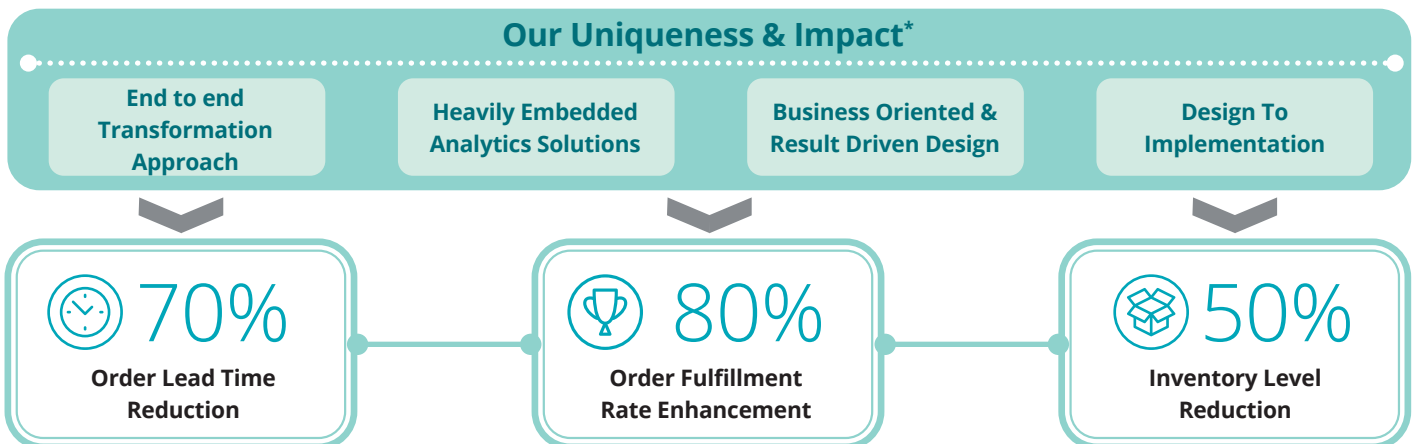 Our Uniqueness & Impact*
End to end
Transformation
Approach
Heavily Embedded
Analytics Solutions
Business Oriented &
Result Driven Design
Design To
Implementation
70%
Order Lead Time
Reduction
80%
Order Fulfillment
Rate Enhancement
50%
Inventory Level
Reduction